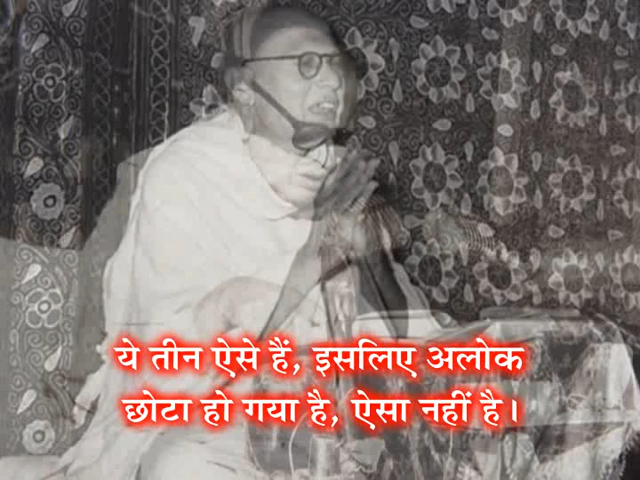 ये तीन ऐसे हैं, इसलिए अलोक
छोटा हो गया है, ऐसा नहीं है।